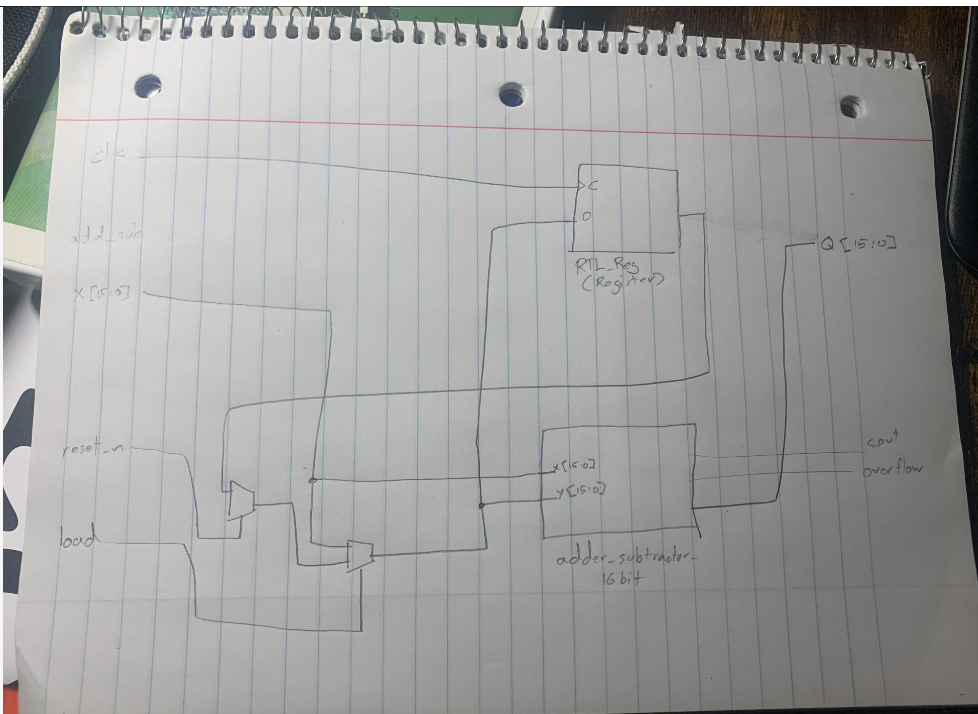 clk
C
D
add_sub
Q [15:0]
RTL_Reg
(Register)
X [15:0]
reset_n
cout
x[15:0]
overflow
y[15:0]
load
adder_subtractor_
16 bit